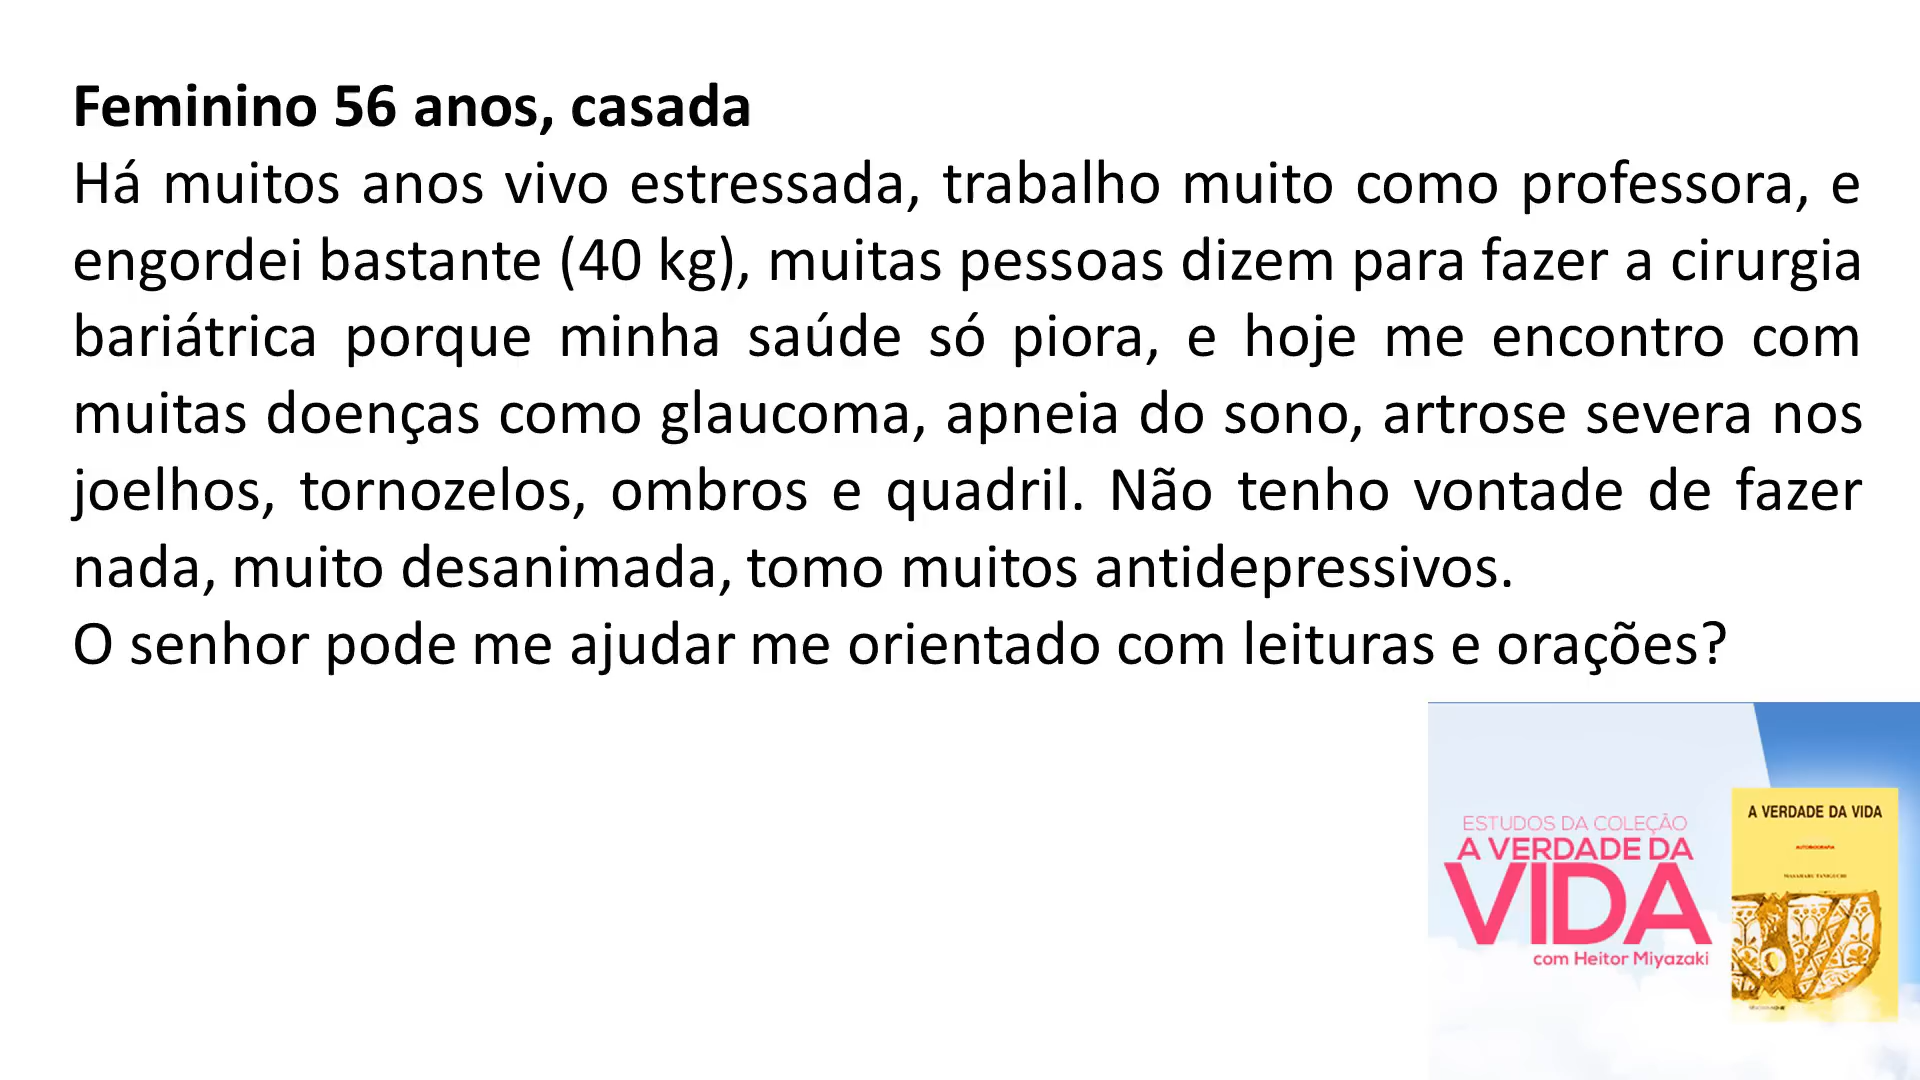 Feminino 56 anos, casada
Há muitos anos vivo estressada, trabalho muito como professora, e
engordei bastante (40 kg), muitas pessoas dizem para fazer a cirurgia
bariátrica porque minha saúde só piora, e hoje me encontro com
muitas doenças como glaucoma, apneia do sono, artrose severa nos
joelhos, tornozelos, ombros e quadril. Não tenho vontade de fazer
nada, muito desanimada, tomo muitos antidepressivos.
O senhor pode me ajudar me orientado com leituras e orações?
ESTUDOS DA COLEÇÃO
A VERDADE DA
VIDA
com Heitor Miyazaki
A VERDADE DA VIDA
AUTOBIOGRAFIA
MASAHARU TANIGUCHI